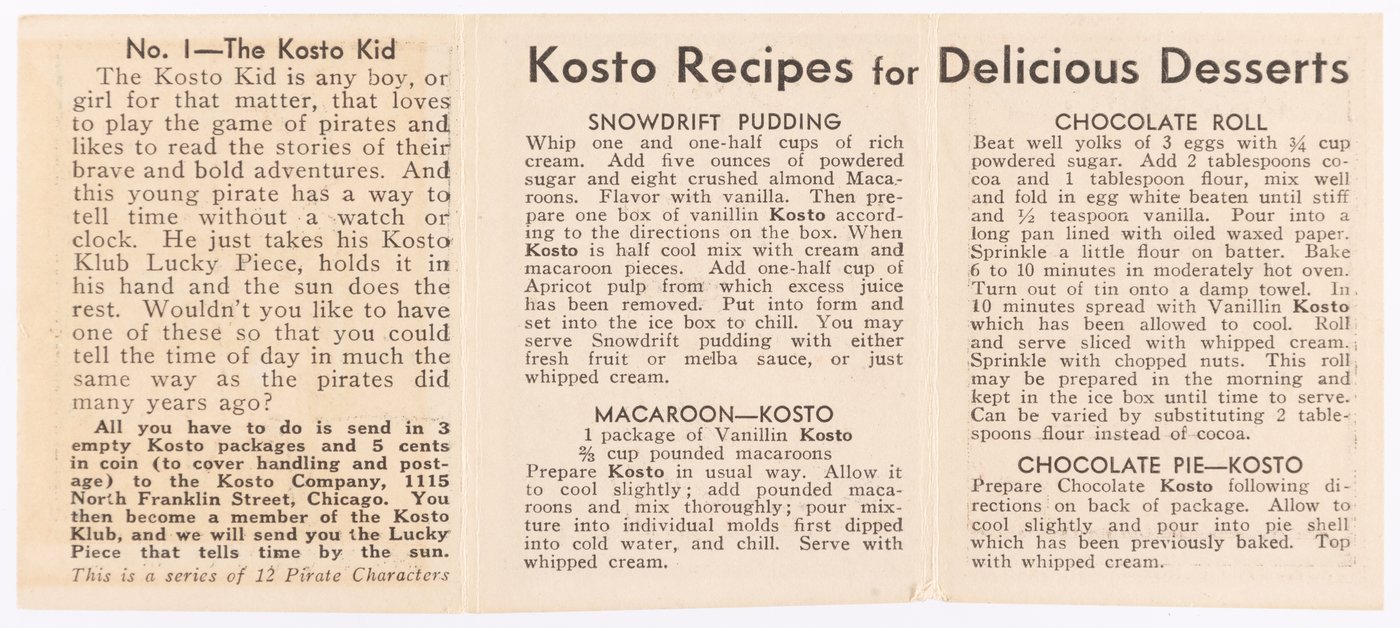 No. 1—The Kosto Kid
The Kosto Kid is any boy, or
girl for that matter, that loves
to play the game of pirates and
likes to read the stories of their
brave and bold adventures. And
this young pirate has a way to
tell time without a watch or
clock. He just takes his Kosto
Klub Lucky Piece, holds it in
his hand and the sun does the
rest. Wouldn't you like to have
one of these so that you could
tell the time of day in much the
same way as the pirates did
many years ago?
All you have to do is send in 3
empty Kosto packages and 5 cents
in coin (to cover handling and post-
age) to the Kosto Company, 1115
North Franklin Street, Chicago. You
then become a member of the Kosto
Klub, and we will send you the Lucky
Piece that tells time by the sun.
This is a series of 12 Pirate Characters
Kosto Recipes for Delicious Desserts
SNOWDRIFT PUDDING
Whip one and one-half cups of rich
cream. Add five ounces of powdered
sugar and eight crushed almond Maca-
roons. Flavor with vanilla. Then pre-
pare one box of vanillin Kosto accord-
ing to the directions on the box. When
Kosto is half cool mix with cream and
macaroon pieces. Add one-half cup of
Apricot pulp from which excess juice
has been removed. Put into form and
set into the ice box to chill. You may
serve Snowdrift pudding with either
fresh fruit or melba sauce, or just
whipped cream.
MACAROON—KOSTO
1 package of Vanillin Kosto
⅔ cup pounded macaroons
Prepare Kosto in usual way. Allow it
to cool slightly; add pounded maca-
roons and mix thoroughly; pour mix-
ture into individual molds first dipped
into cold water, and chill. Serve with
whipped cream.
CHOCOLATE ROLL
Beat well yolks of 3 eggs with ¾ cup
powdered sugar. Add 2 tablespoons co-
coa and 1 tablespoon flour, mix well
and fold in egg white beaten until stiff
and ½ teaspoon vanilla. Pour into a
long pan lined with oiled waxed paper.
Sprinkle a little flour on batter. Bake
6 to 10 minutes in moderately hot oven.
Turn out of tin onto a damp towel. In
10 minutes spread with Vanillin Kosto
which has been allowed to cool. Roll
and serve sliced with whipped cream.
Sprinkle with chopped nuts. This roll
may be prepared in the morning and
kept in the ice box until time to serve.
Can be varied by substituting 2 table-
spoons flour instead of cocoa.
CHOCOLATE PIE—KOSTO
Prepare Chocolate Kosto following di-
rections on back of package. Allow to
cool slightly and pour into pie shell
which has been previously baked. Top
with whipped cream.